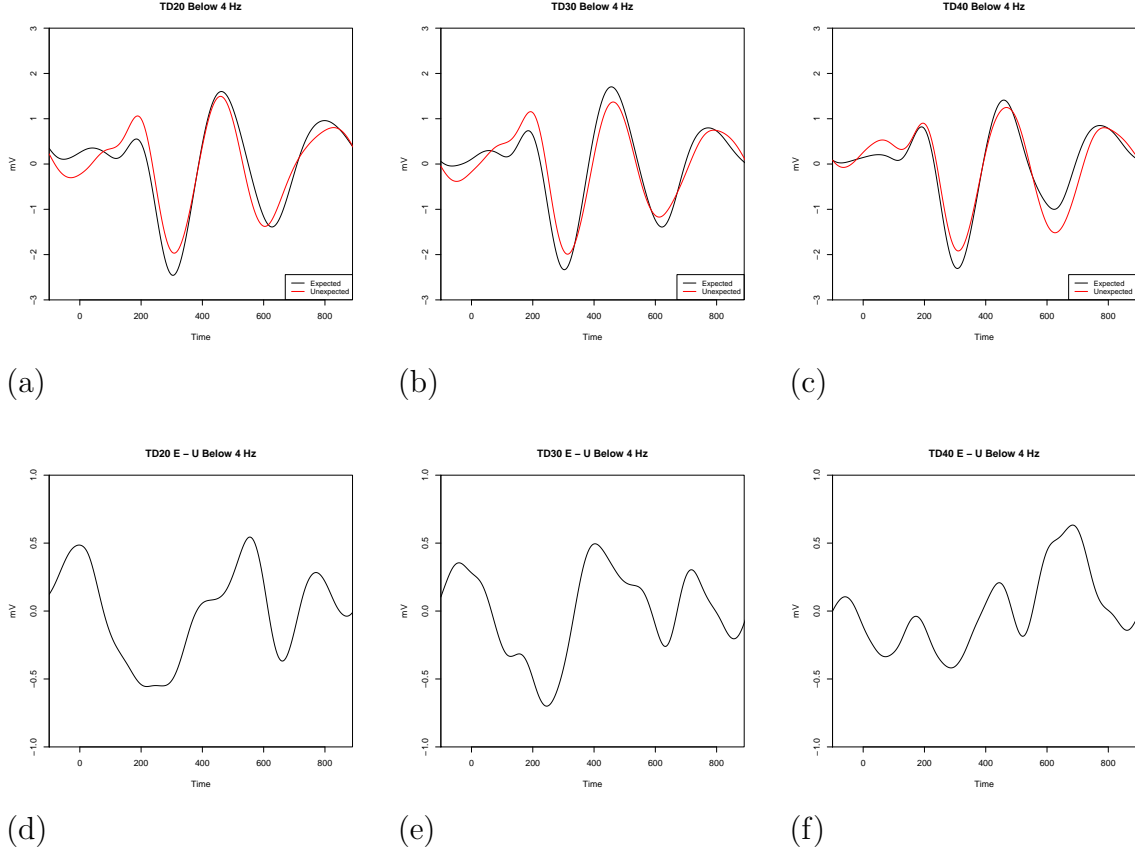 TD20 Below 4 Hz
3
2
1
0
−1
−2
−3
mV
0 200 400 600 800
Time
Expected
Unexpected
(a)
TD30 Below 4 Hz
3
2
1
0
−1
−2
−3
mV
0 200 400 600 800
Time
Expected
Unexpected
(b)
TD40 Below 4 Hz
3
2
1
0
−1
−2
−3
mV
0 200 400 600 800
Time
Expected
Unexpected
(c)
TD20 E − U Below 4 Hz
1.0
0.5
0.0
−0.5
−1.0
mV
0 200 400 600 800
Time
(d)
TD30 E − U Below 4 Hz
1.0
0.5
0.0
−0.5
−1.0
mV
0 200 400 600 800
Time
(e)
TD40 E − U Below 4 Hz
1.0
0.5
0.0
−0.5
−1.0
mV
0 200 400 600 800
Time
(f)